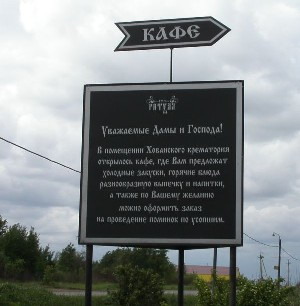 КАФЕ
РИТУАЛ
Уважаемые Дамы и Господа!
В помещении Хованского крематория
открылось кафе, где Вам предложат
холодные закуски, горячие блюда
разнообразную выпечку и напитки,
а также по Вашему желанию
можно оформить заказ
на проведение поминок по усопшим.